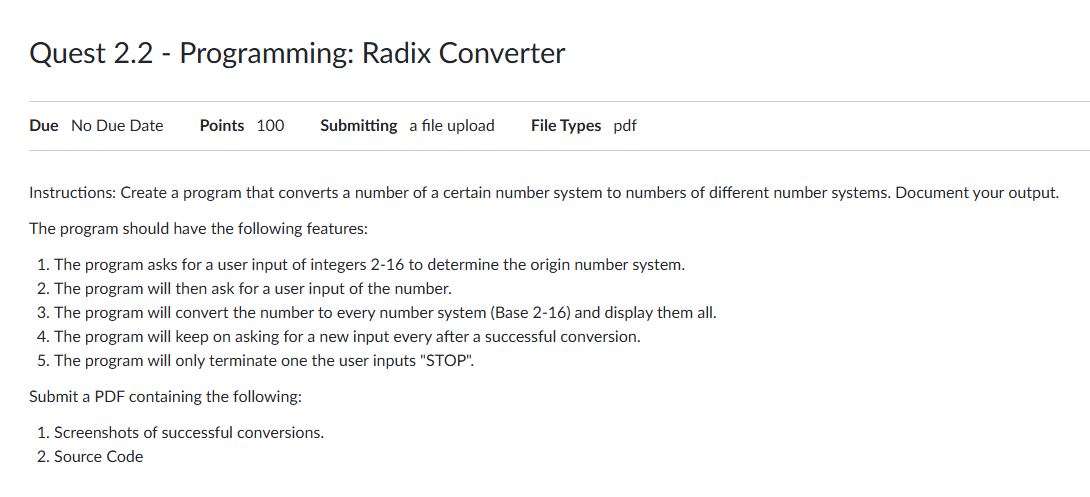 Quest 2.2 - Programming: Radix Converter
Due No Due Date Points 100 Submitting a file upload File Types pdf
Instructions: Create a program that converts a number of a certain number system to numbers of different number systems. Document your output.
The program should have the following features:
1. The program asks for a user input of integers 2-16 to determine the origin number system.
2. The program will then ask for a user input of the number.
3. The program will convert the number to every number system (Base 2-16) and display them all.
4. The program will keep on asking for a new input every after a successful conversion.
5. The program will only terminate one the user inputs "STOP".
Submit a PDF containing the following:
1. Screenshots of successful conversions.
2. Source Code